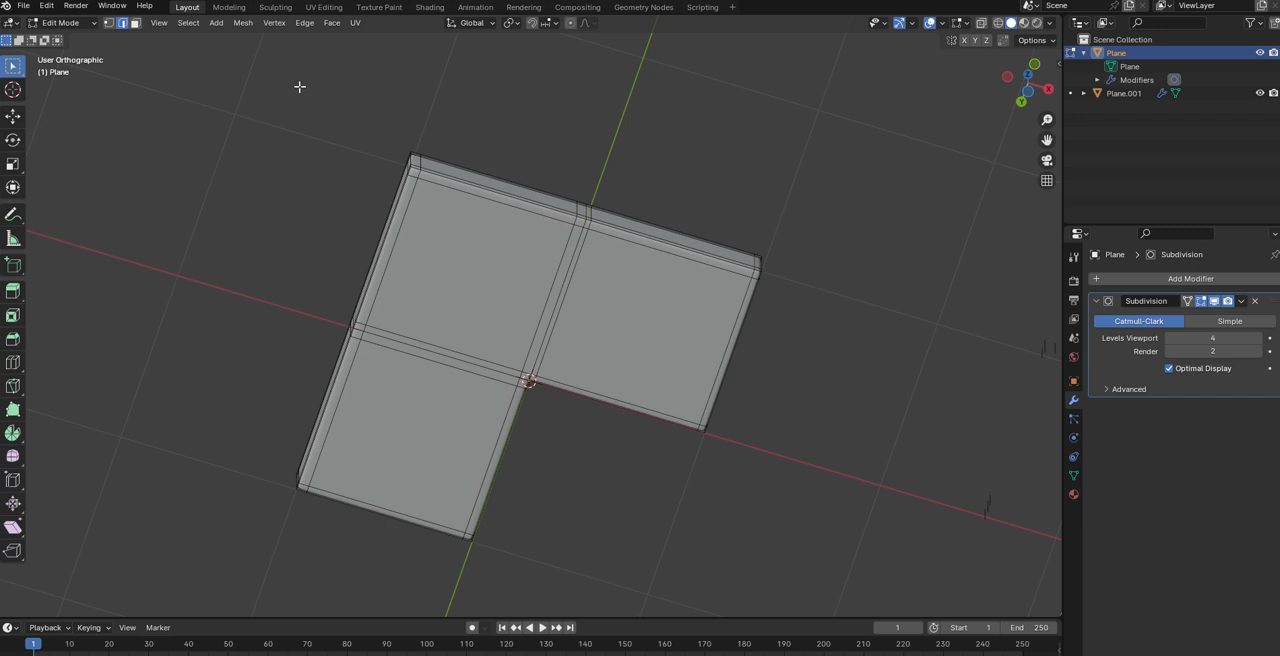 File Edit Render Window Help Layout Modeling Sculpting UV Editing Texture Paint Shading Animation Rendering Compositing Geometry Nodes Scripting + Scene ViewLayer
Edit Mode View Select Add Mesh Vertex Edge Face UV Global
X Y Z Options
User Orthographic
(1) Plane
Z
X
Y
Scene Collection
Plane
Plane
Modifiers
Plane.001
Plane > Subdivision
+ Add Modifier
Subdivision
Catmull-Clark Simple
Levels Viewport 4
Render 2
Optimal Display
Advanced
Playback Keying View Marker 1 Start 1 End 250
1 10 20 30 40 50 60 70 80 90 100 110 120 130 140 150 160 170 180 190 200 210 220 230 240 250